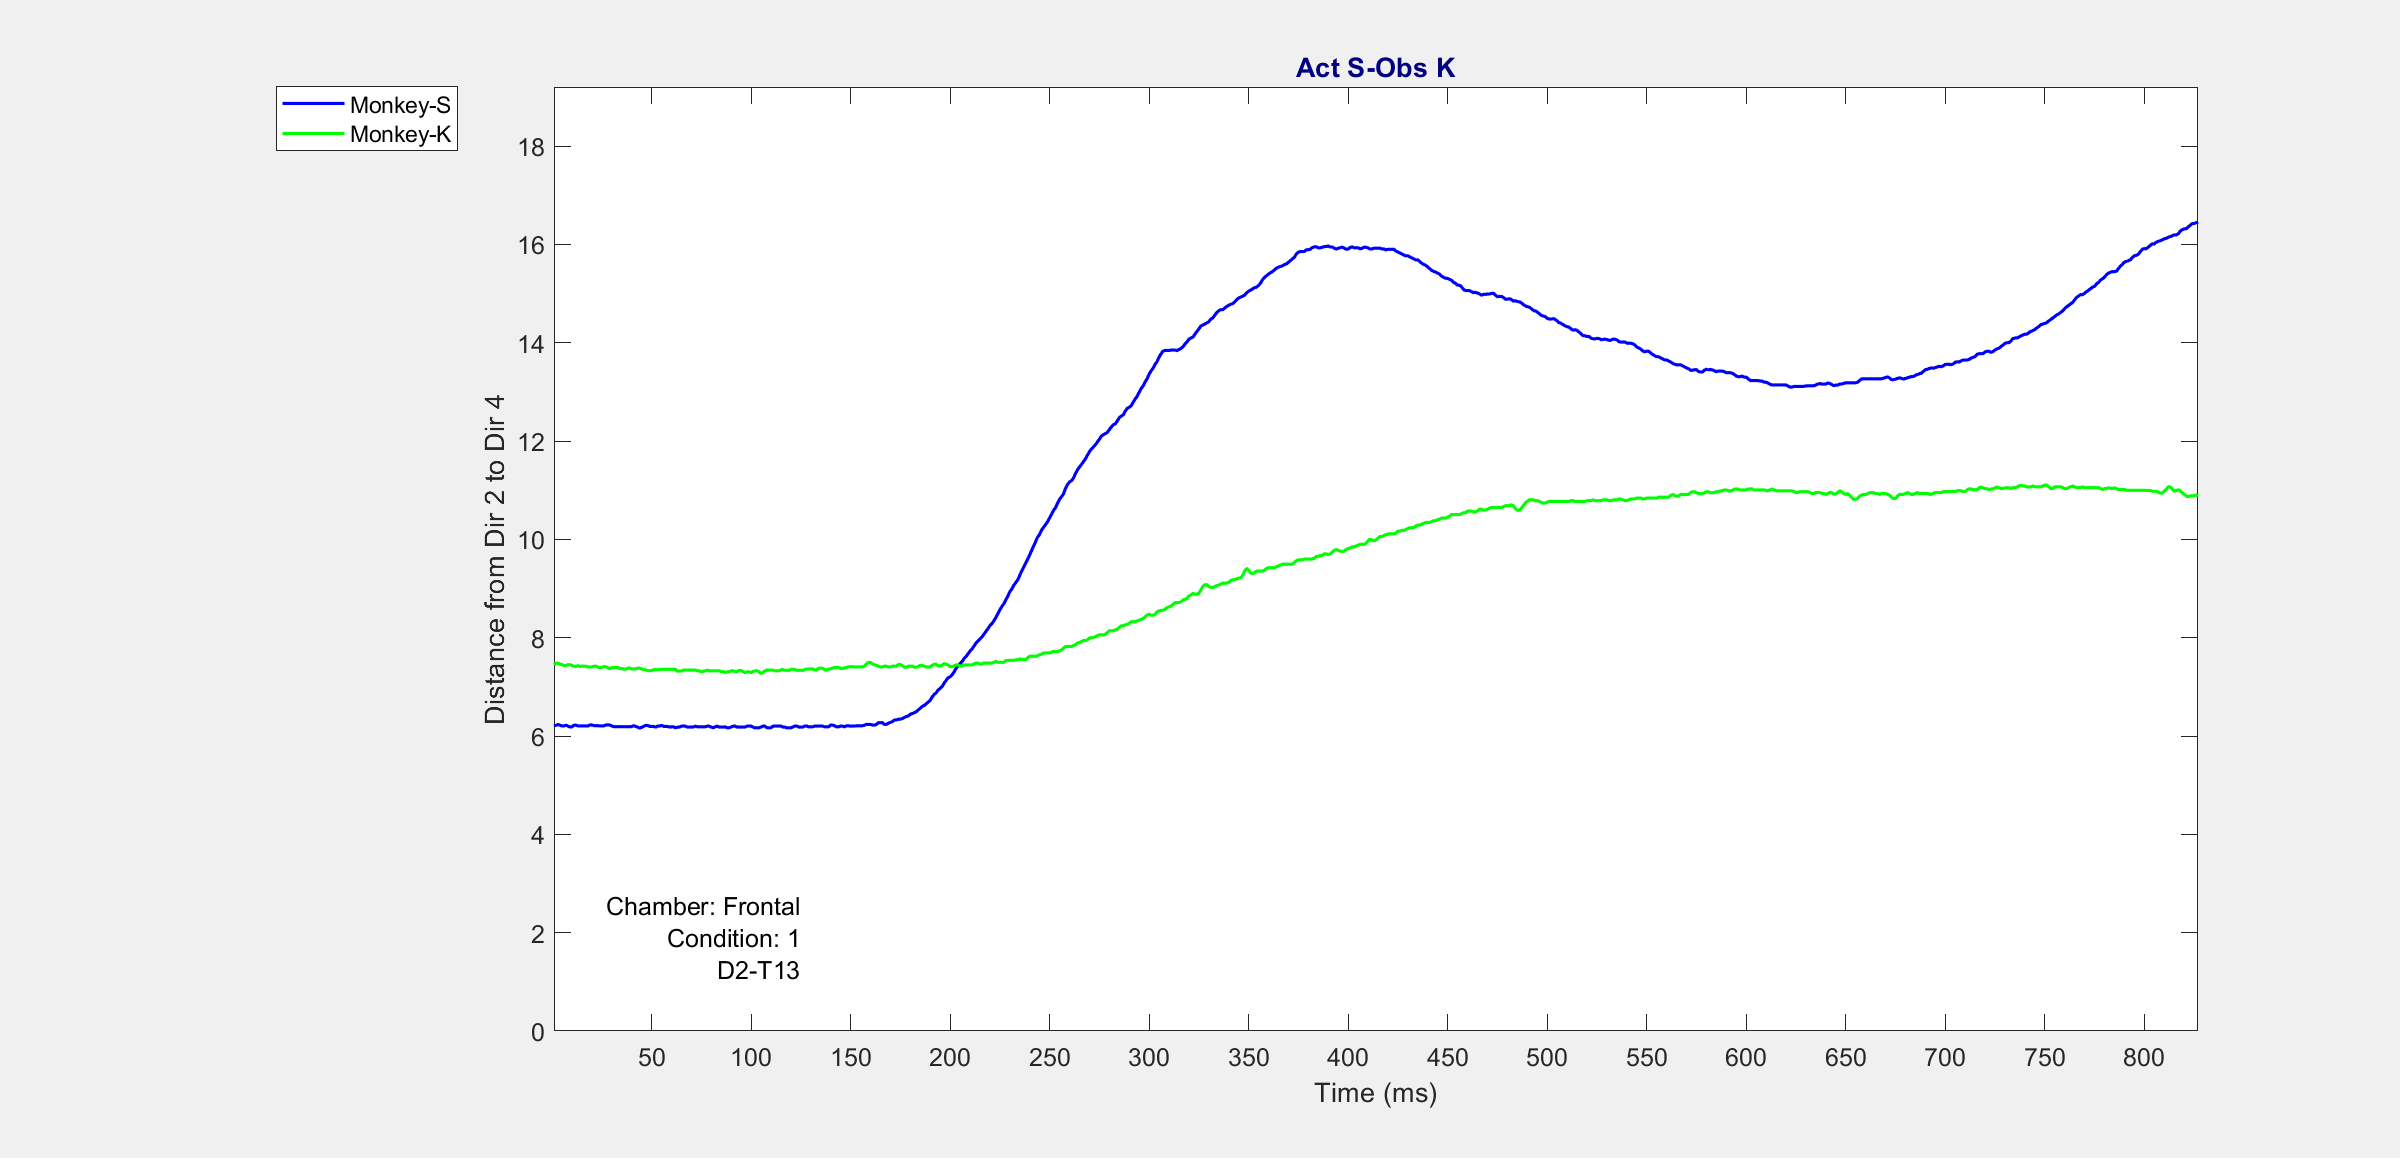 Act S-Obs K
Monkey-S
Monkey-K
Distance from Dir 2 to Dir 4
18
16
14
12
10
8
6
4
2
0
Chamber: Frontal
Condition: 1
D2-T13
50 100 150 200 250 300 350 400 450 500 550 600 650 700 750 800
Time (ms)